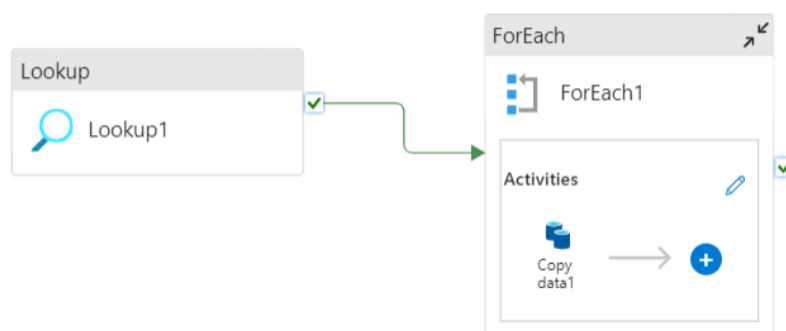 Lookup
Lookup1
ForEach
ForEach1
Activities
Copy
data1